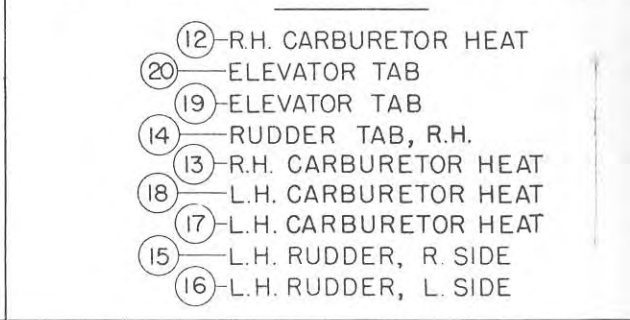 12 R.H. CARBURETOR HEAT
20 ELEVATOR TAB
19 ELEVATOR TAB
14 RUDDER TAB, R.H.
13 R.H. CARBURETOR HEAT
18 L.H. CARBURETOR HEAT
17 L.H. CARBURETOR HEAT
15 L.H. RUDDER, R. SIDE
16 L.H. RUDDER, L. SIDE